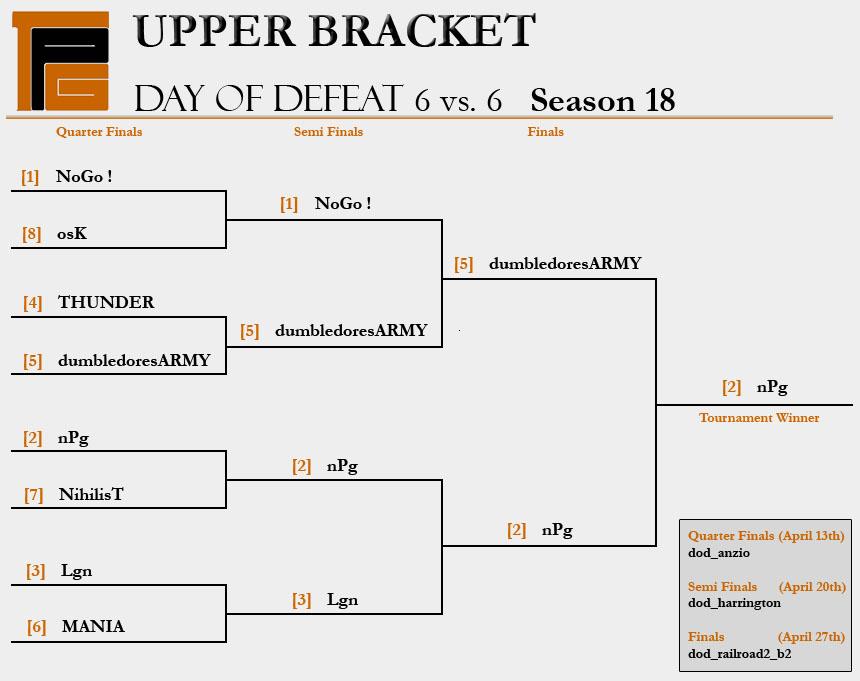 UPPER BRACKET
DAY OF DEFEAT 6 vs. 6 Season 18
Quarter Finals Semi Finals Finals
[1] NoGo !
[8] osK
[4] THUNDER
[5] dumbledoresARMY
[2] nPg
[7] NihilisT
[3] Lgn
[6] MANIA
[1] NoGo !
[5] dumbledoresARMY
[2] nPg
[3] Lgn
[5] dumbledoresARMY
[2] nPg
[2] nPg
Tournament Winner
Quarter Finals (April 13th)
dod_anzio
Semi Finals (April 20th)
dod_harrington
Finals (April 27th)
dod_railroad2_b2